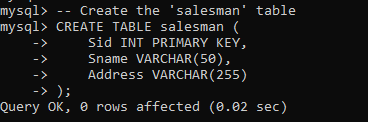 mysql> -- Create the 'salesman' table
mysql> CREATE TABLE salesman (
    ->     Sid INT PRIMARY KEY,
    ->     Sname VARCHAR(50),
    ->     Address VARCHAR(255)
    -> );
Query OK, 0 rows affected (0.02 sec)